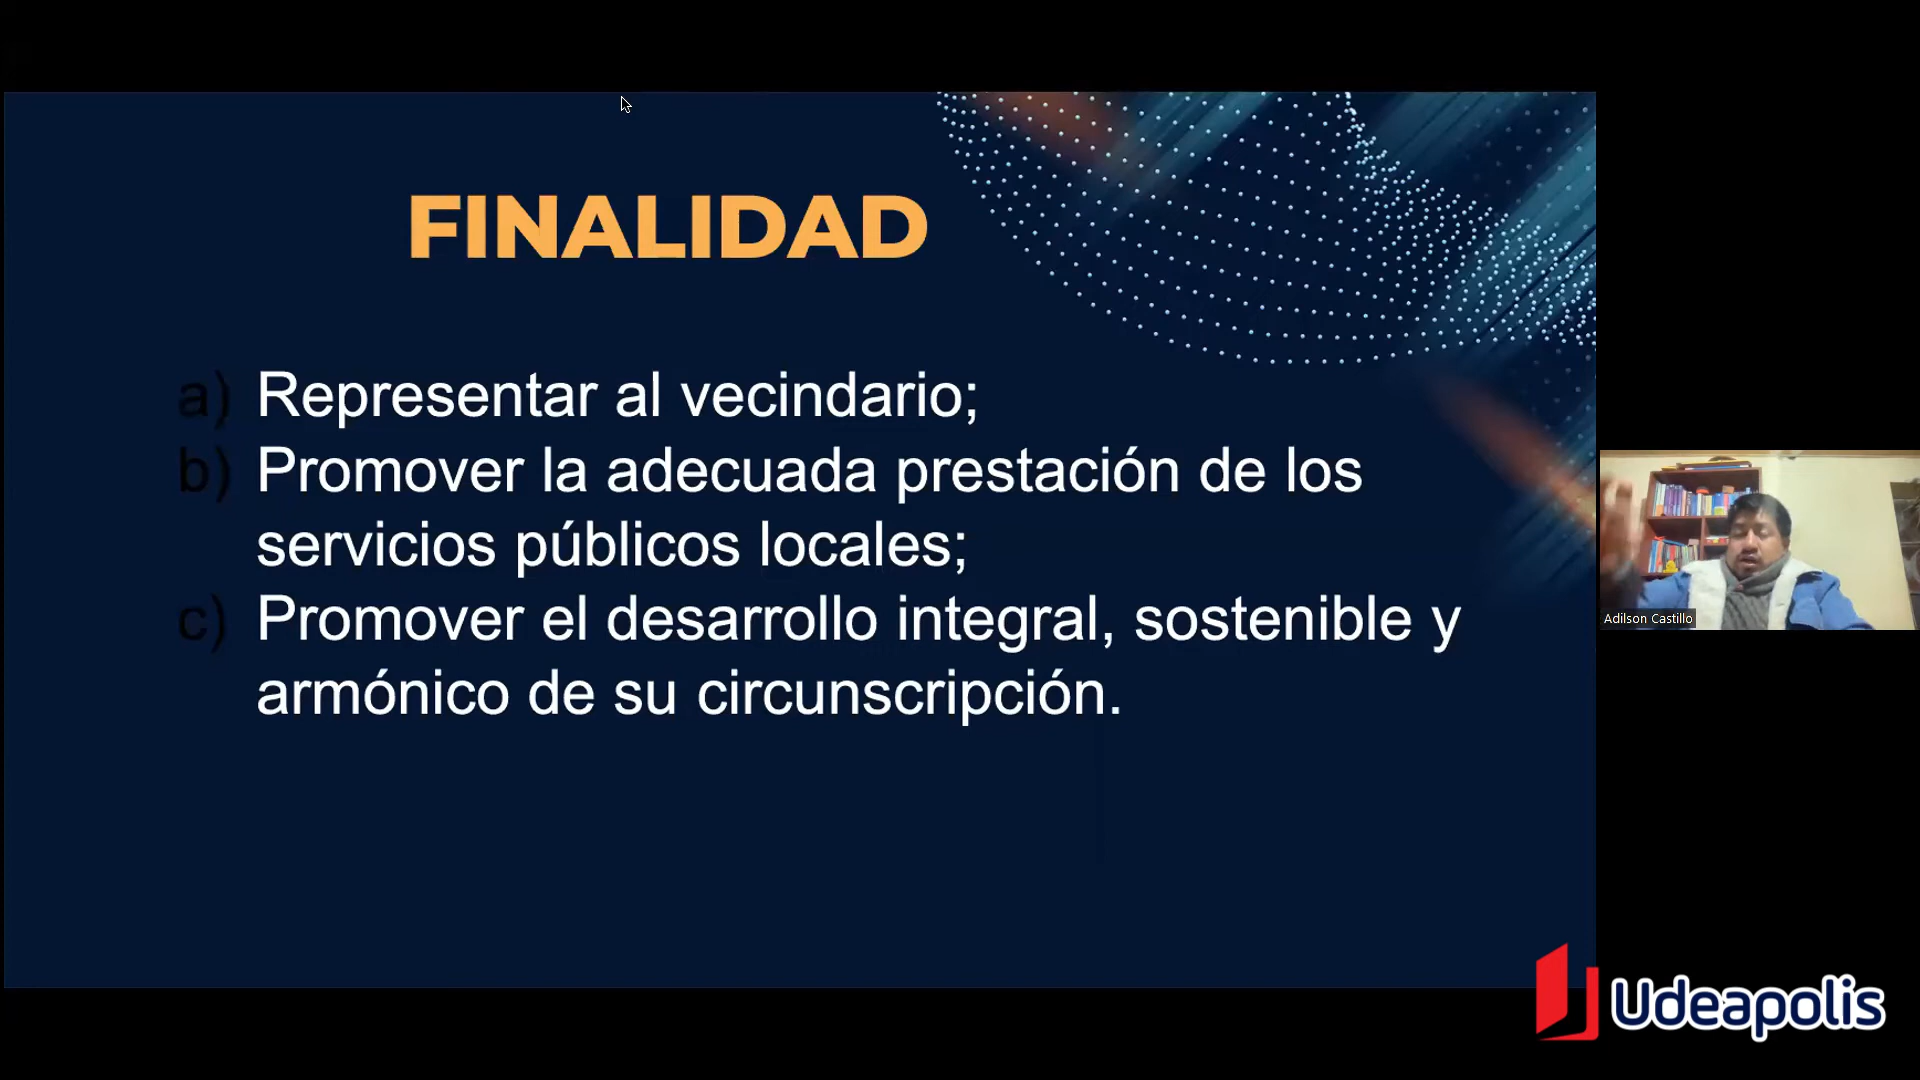 FINALIDAD
a) Representar al vecindario;
b) Promover la adecuada prestación de los
servicios públicos locales;
c) Promover el desarrollo integral, sostenible y
armónico de su circunscripción.
Adilson Castillo
Udeapolis